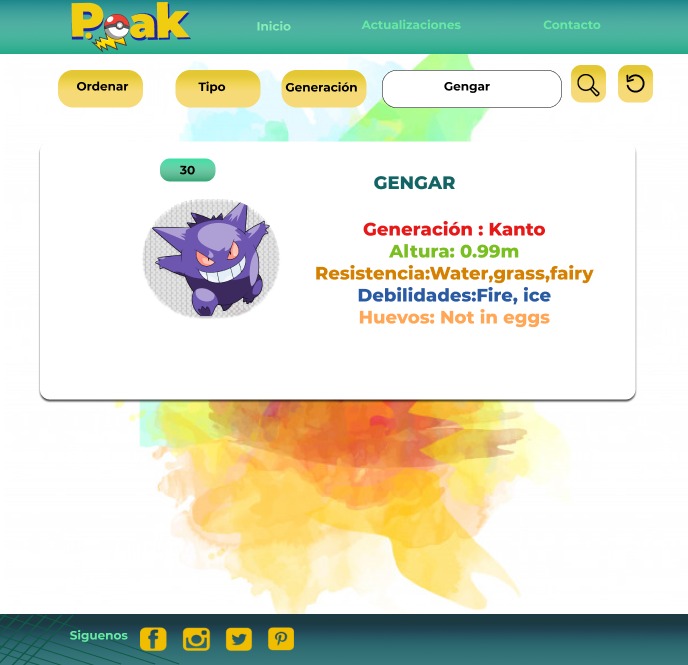 Poak
Inicio
Actualizaciones
Contacto
Ordenar
Tipo
Generación
Gengar
30
GENGAR
Generación : Kanto
Altura: 0.99m
Resistencia:Water,grass,fairy
Debilidades:Fire, ice
Huevos: Not in eggs
Siguenos